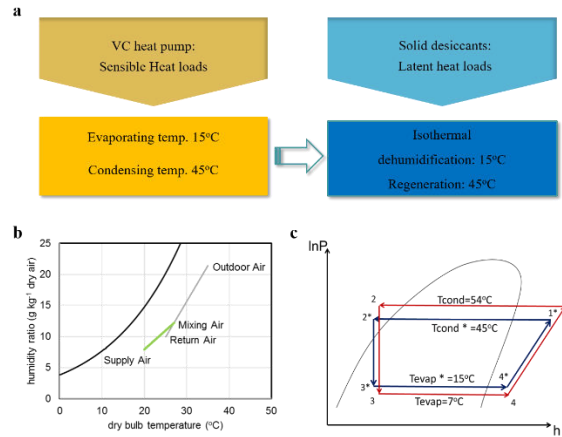 a
VC heat pump:
Sensible Heat loads
Solid desiccants:
Latent heat loads
Evaporating temp. 15°C
Condensing temp. 45°C
Isothermal
dehumidification: 15°C
Regeneration: 45°C
b
humidity ratio (g kg⁻¹ dry air)
25
20
15
10
5
0
Outdoor Air
Mixing Air
Return Air
Supply Air
0 10 20 30 40 50
dry bulb temperature (°C)
c
lnP
2
Tcond=54°C
2*
1*
Tcond * =45°C
Tevap * =15°C
4*
3*
3
Tevap=7°C
4
h